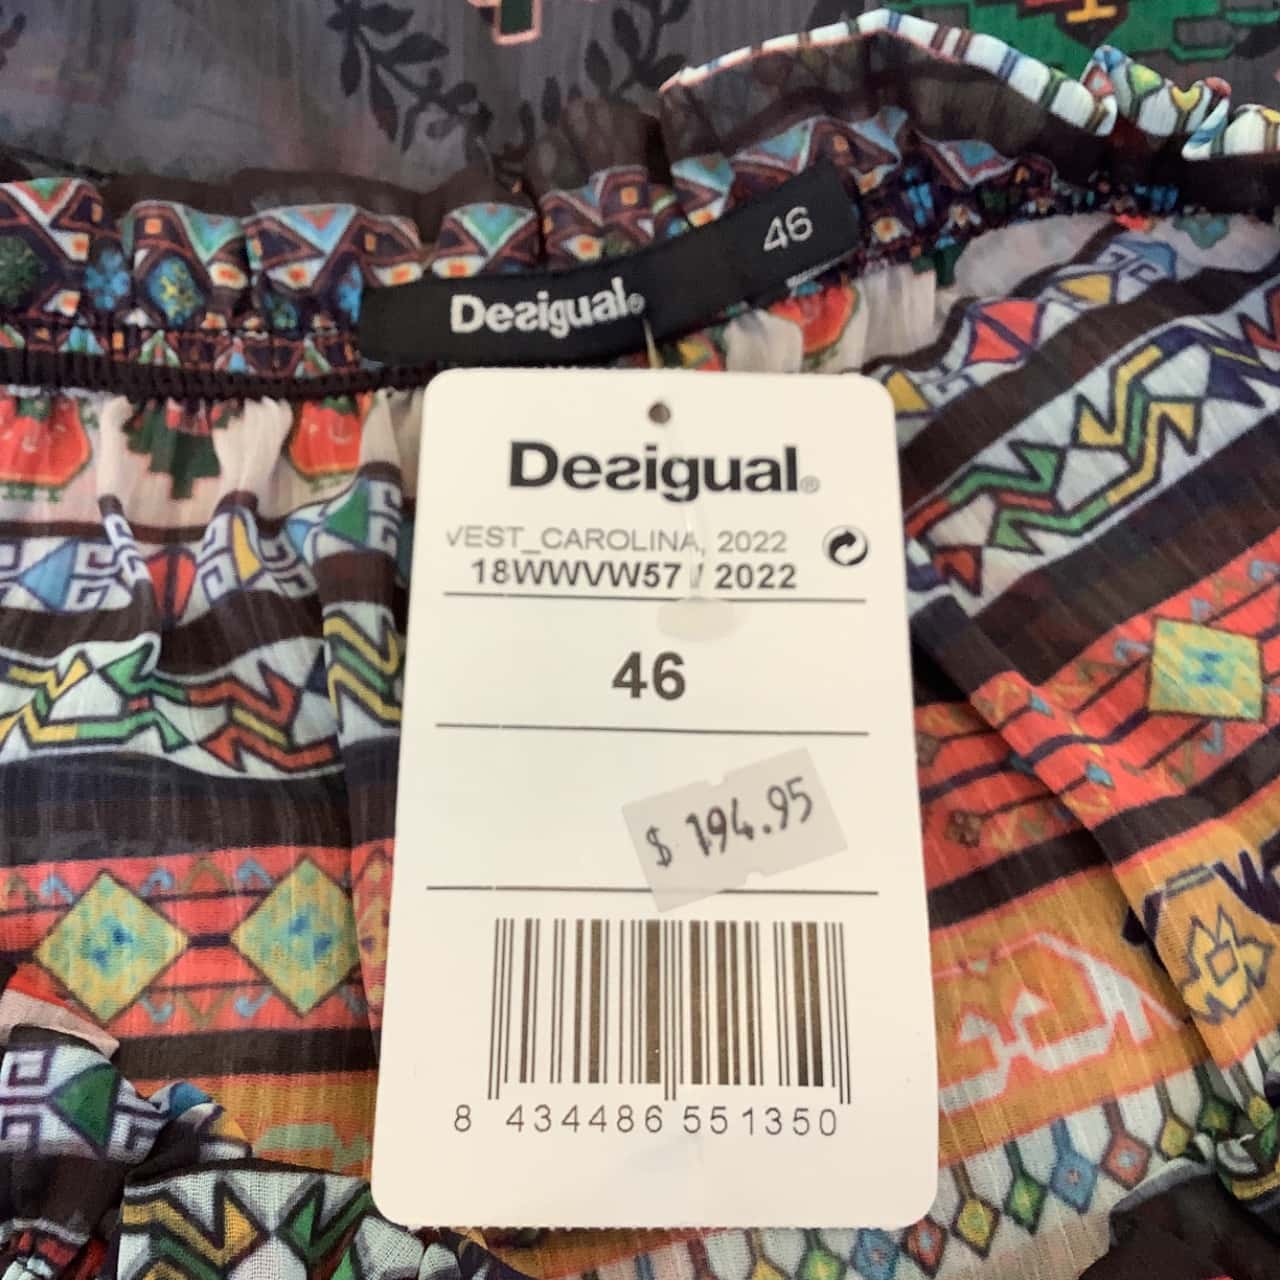 46
Desigual®
Desigual®
VEST_CAROLINA, 2022
18WWVW57 / 2022
46
$ 194.95
8 434486 551350